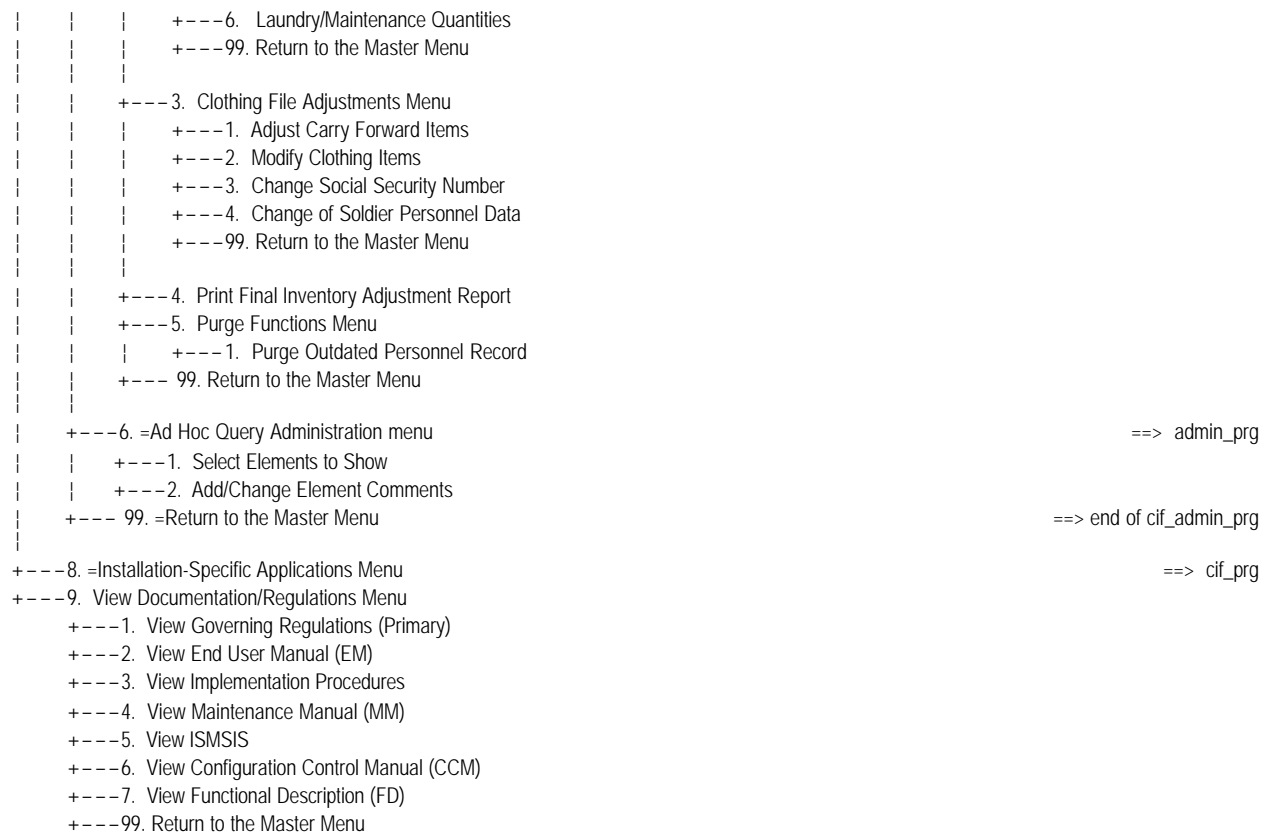 ¦ ¦ ¦ +---6. Laundry/Maintenance Quantities
¦ ¦ ¦ +---99. Return to the Master Menu
¦ ¦ ¦
¦ ¦ +---3. Clothing File Adjustments Menu
¦ ¦ ¦ +---1. Adjust Carry Forward Items
¦ ¦ ¦ +---2. Modify Clothing Items
¦ ¦ ¦ +---3. Change Social Security Number
¦ ¦ ¦ +---4. Change of Soldier Personnel Data
¦ ¦ ¦ +---99. Return to the Master Menu
¦ ¦ ¦
¦ ¦ +---4. Print Final Inventory Adjustment Report
¦ ¦ +---5. Purge Functions Menu
¦ ¦ ¦ +---1. Purge Outdated Personnel Record
¦ ¦ +--- 99. Return to the Master Menu
¦ ¦
¦ +---6. =Ad Hoc Query Administration menu ==> admin_prg
¦ ¦ +---1. Select Elements to Show
¦ ¦ +---2. Add/Change Element Comments
¦ +--- 99. =Return to the Master Menu ==> end of cif_admin_prg
¦
+---8. =Installation-Specific Applications Menu ==> cif_prg
+---9. View Documentation/Regulations Menu
+---1. View Governing Regulations (Primary)
+---2. View End User Manual (EM)
+---3. View Implementation Procedures
+---4. View Maintenance Manual (MM)
+---5. View ISMSIS
+---6. View Configuration Control Manual (CCM)
+---7. View Functional Description (FD)
+---99. Return to the Master Menu